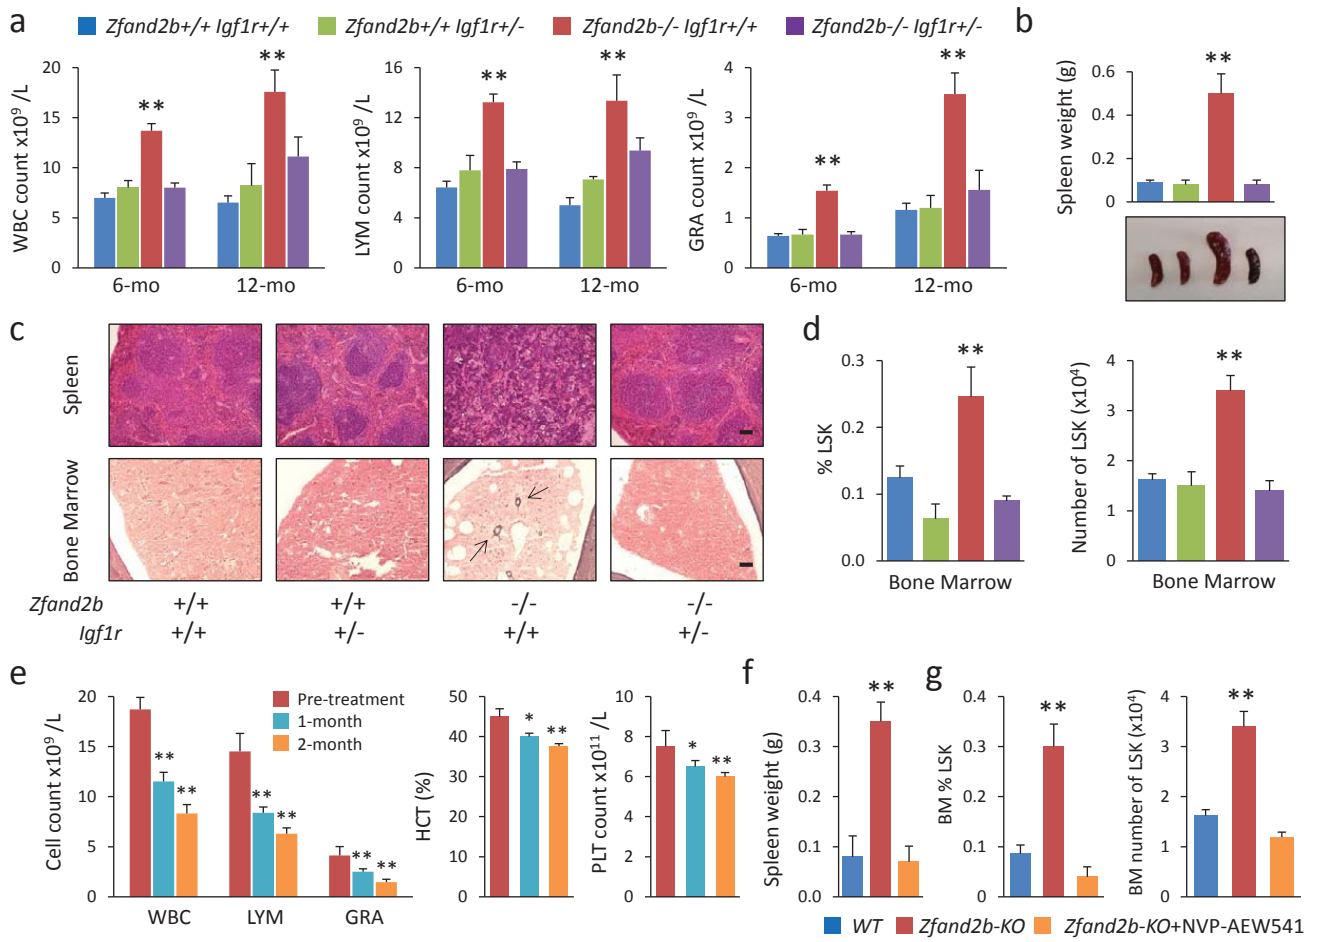 a
Zfand2b+/+ Igf1r+/+
Zfand2b+/+ Igf1r+/-
Zfand2b-/- Igf1r+/+
Zfand2b-/- Igf1r+/-
WBC count x10⁹ /L
20
15
10
5
0
**
**
6-mo
12-mo
LYM count x10⁹ /L
16
12
8
4
0
**
**
6-mo
12-mo
GRA count x10⁹ /L
4
3
2
1
0
**
**
6-mo
12-mo
b
Spleen weight (g)
0.6
0.4
0.2
0
**
c
Spleen
Bone Marrow
Zfand2b +/+ +/+ -/- -/-
Igf1r +/+ +/- +/+ +/-
d
% LSK
0.3
0.2
0.1
0.0
**
Bone Marrow
Number of LSK (x10⁴)
4
3
2
1
0
**
Bone Marrow
e
Cell count x10⁹ /L
20
15
10
5
0
Pre-treatment
1-month
2-month
**
**
**
**
**
**
WBC LYM GRA
HCT (%)
50
40
30
20
10
0
*
**
PLT count x10¹¹ /L
10
8
6
4
2
0
*
**
f
Spleen weight (g)
0.4
0.3
0.2
0.1
0.0
**
g
BM % LSK
0.4
0.3
0.2
0.1
0.0
**
BM number of LSK (x10⁴)
4
3
2
1
0
**
WT Zfand2b-KO Zfand2b-KO+NVP-AEW541